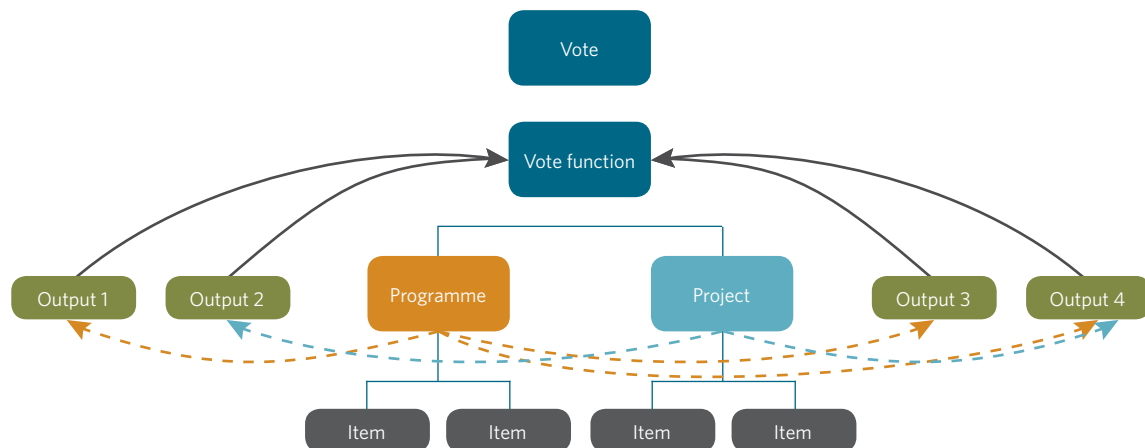 Vote
Vote function
Output 1
Output 2
Programme
Project
Output 3
Output 4
Item
Item
Item
Item